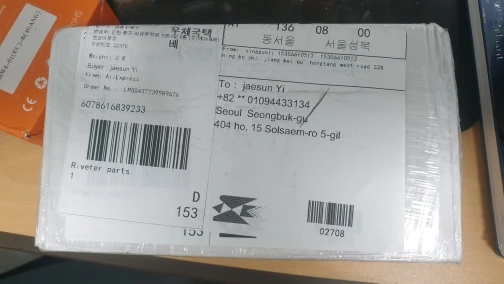 우체국택배
Weight: 0.8
Buyer: jaesun Yi
From: AliExpress
Order No. LP00437739989676
6078616839233
Riveter parts
1
D
153
153
136 08 00
동서울 서울성북
To : jaesun Yi
+82 ** 01094433134
Seoul Seongbuk-gu
404 ho, 15 Solsaem-ro 5-gil
02708